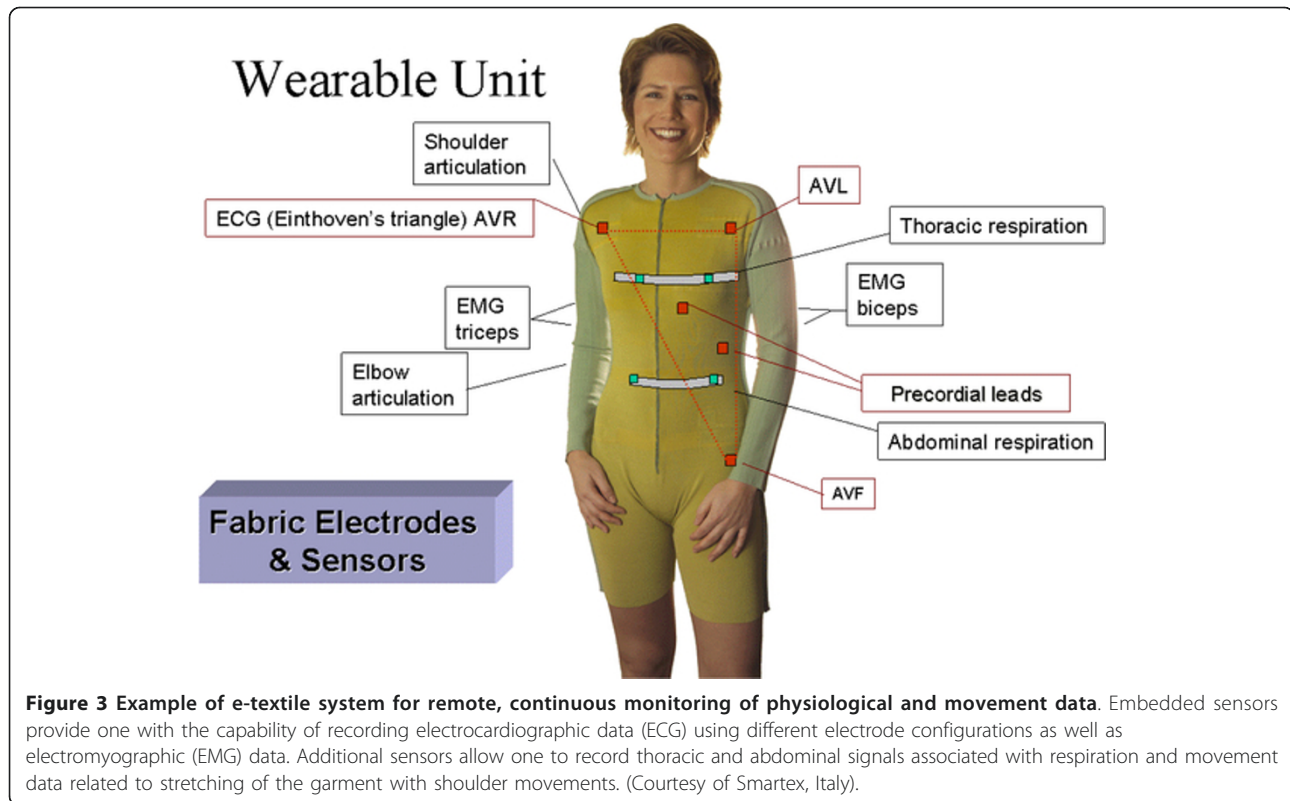 Wearable Unit
Shoulder
articulation
AVL
ECG (Einthoven's triangle) AVR
Thoracic respiration
EMG
triceps
EMG
biceps
Elbow
articulation
Precordial leads
Abdominal respiration
AVF
Fabric Electrodes
& Sensors
Figure 3 Example of e-textile system for remote, continuous monitoring of physiological and movement data. Embedded sensors
provide one with the capability of recording electrocardiographic data (ECG) using different electrode configurations as well as
electromyographic (EMG) data. Additional sensors allow one to record thoracic and abdominal signals associated with respiration and movement
data related to stretching of the garment with shoulder movements. (Courtesy of Smartex, Italy).